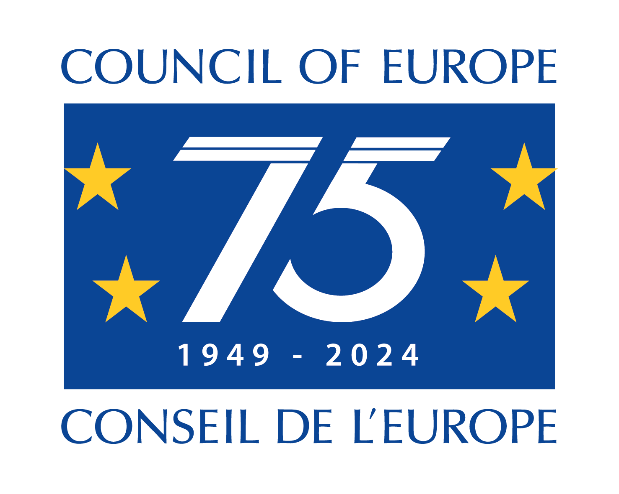 COUNCIL OF EUROPE
75
1949 - 2024
CONSEIL DE L'EUROPE